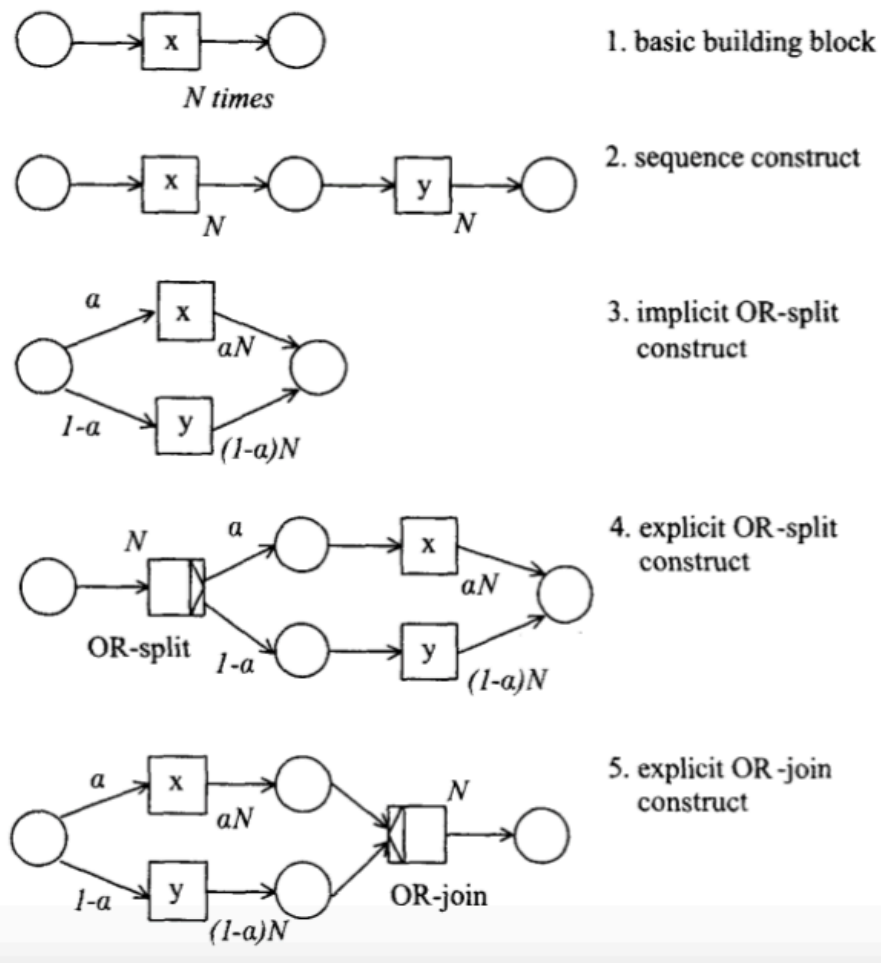 x
1. basic building block
N times
2. sequence construct
x
y
N
N
a
x
3. implicit OR-split
construct
aN
1-a
y
(1-a)N
N
a
4. explicit OR-split
construct
x
aN
OR-split
1-a
y
(1-a)N
a
x
N
5. explicit OR-join
construct
aN
1-a
y
OR-join
(1-a)N